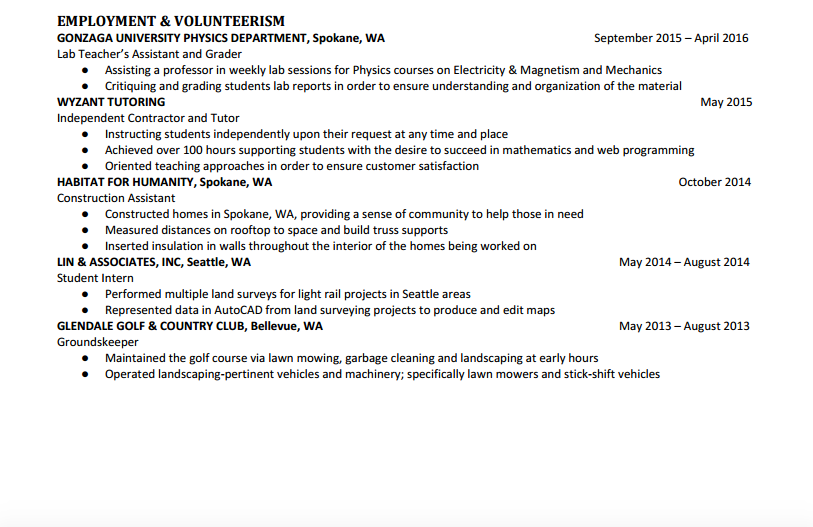 EMPLOYMENT & VOLUNTEERISM
GONZAGA UNIVERSITY PHYSICS DEPARTMENT, Spokane, WA September 2015 – April 2016
Lab Teacher's Assistant and Grader
● Assisting a professor in weekly lab sessions for Physics courses on Electricity & Magnetism and Mechanics
● Critiquing and grading students lab reports in order to ensure understanding and organization of the material
WYZANT TUTORING May 2015
Independent Contractor and Tutor
● Instructing students independently upon their request at any time and place
● Achieved over 100 hours supporting students with the desire to succeed in mathematics and web programming
● Oriented teaching approaches in order to ensure customer satisfaction
HABITAT FOR HUMANITY, Spokane, WA October 2014
Construction Assistant
● Constructed homes in Spokane, WA, providing a sense of community to help those in need
● Measured distances on rooftop to space and build truss supports
● Inserted insulation in walls throughout the interior of the homes being worked on
LIN & ASSOCIATES, INC, Seattle, WA May 2014 – August 2014
Student Intern
● Performed multiple land surveys for light rail projects in Seattle areas
● Represented data in AutoCAD from land surveying projects to produce and edit maps
GLENDALE GOLF & COUNTRY CLUB, Bellevue, WA May 2013 – August 2013
Groundskeeper
● Maintained the golf course via lawn mowing, garbage cleaning and landscaping at early hours
● Operated landscaping-pertinent vehicles and machinery; specifically lawn mowers and stick-shift vehicles